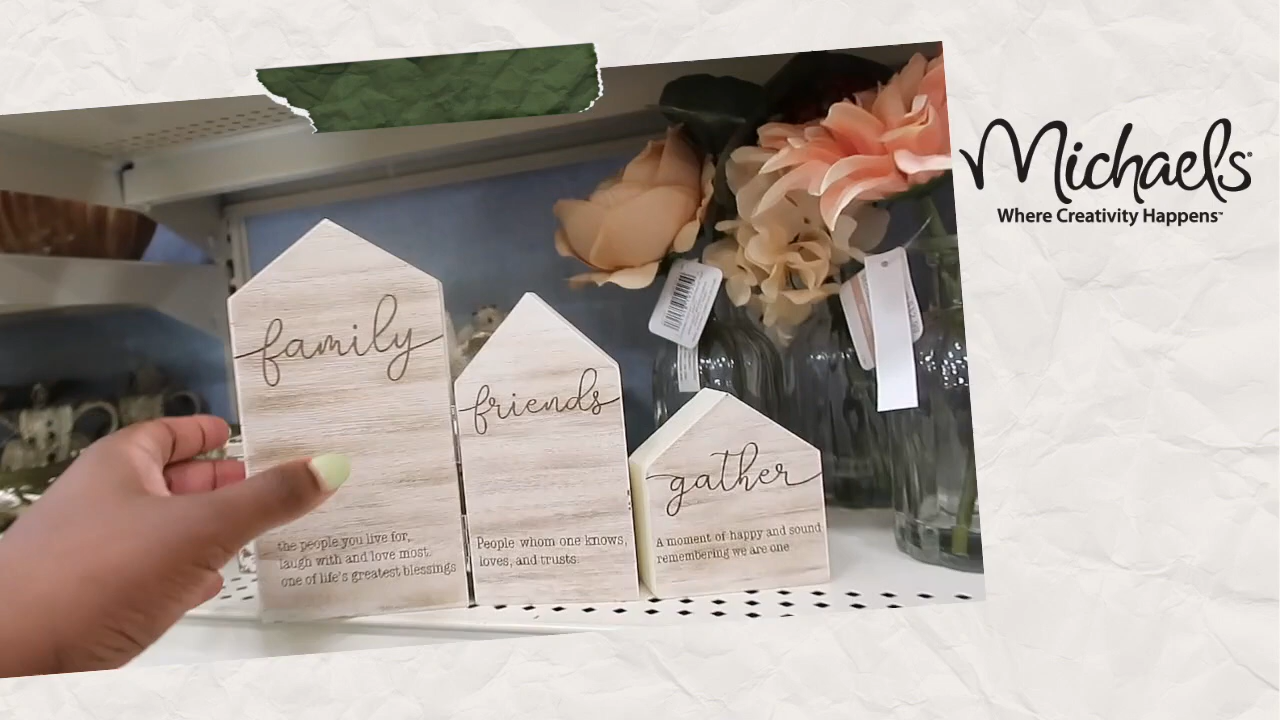 Michaels
Where Creativity Happens™
family
the people you live for,
laugh with and love most.
one of life's greatest blessings
friends
People whom one knows,
loves, and trusts.
gather
A moment of happy and sound
remembering we are one